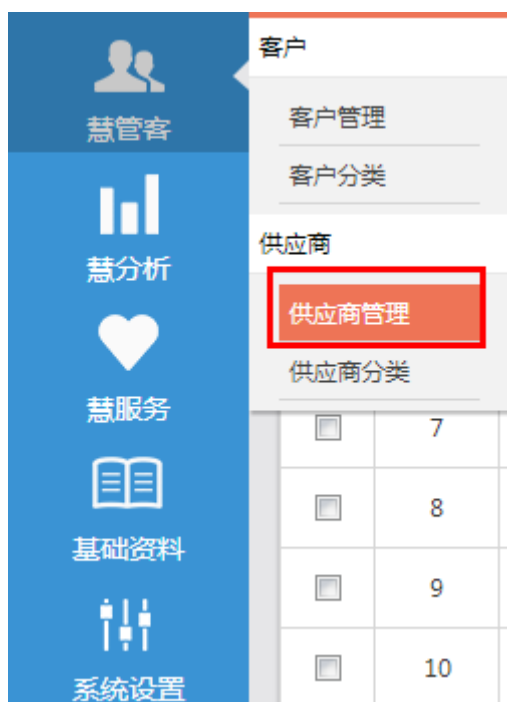 慧管客
慧分析
慧服务
基础资料
系统设置
客户
客户管理
客户分类
供应商
供应商管理
供应商分类
7
8
9
10